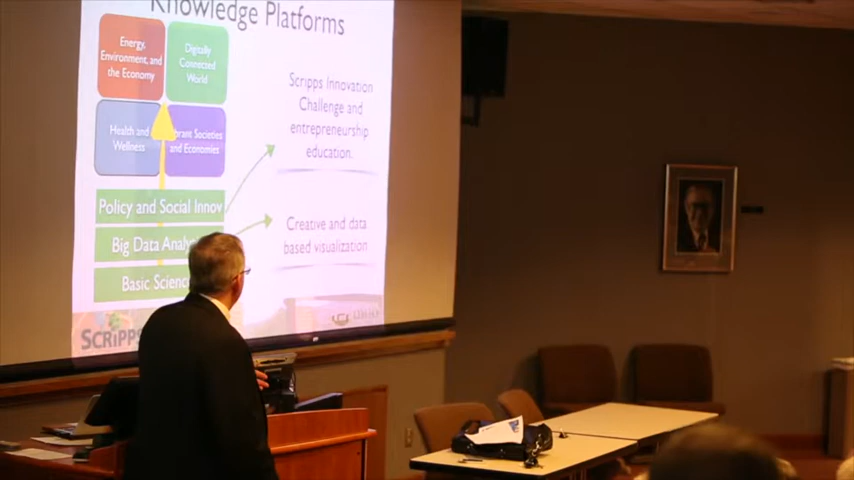 Knowledge Platforms
Energy,
Environment, and
the Economy
Digitally
Connected
World
Health and
Wellness
Societies
and Economies
Policy and Social Innov
Big Data Analy
Basic Scienc
Scripps Innovation
Challenge and
entrepreneurship
education.
Creative and data
based visualization
SCRIPPS
OHIO